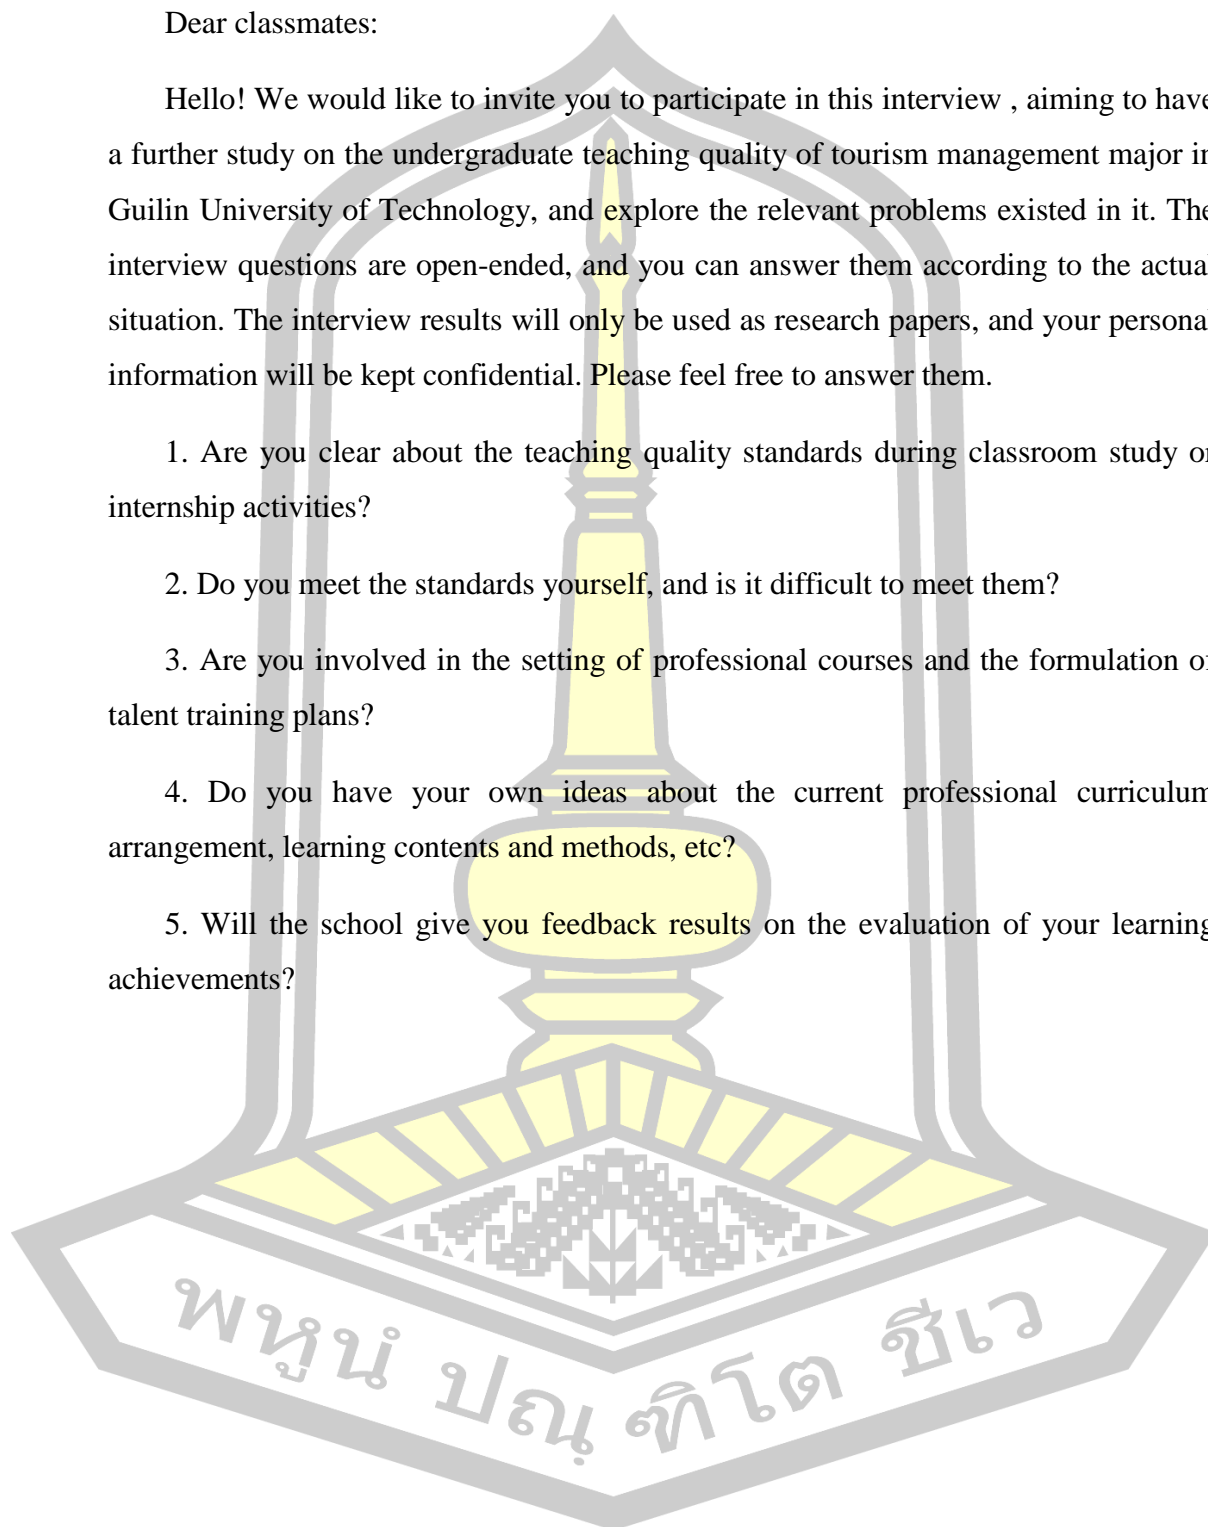 Dear classmates:
Hello! We would like to invite you to participate in this interview , aiming to have
a further study on the undergraduate teaching quality of tourism management major in
Guilin University of Technology, and explore the relevant problems existed in it. The
interview questions are open-ended, and you can answer them according to the actual
situation. The interview results will only be used as research papers, and your personal
information will be kept confidential. Please feel free to answer them.
1. Are you clear about the teaching quality standards during classroom study or
internship activities?
2. Do you meet the standards yourself, and is it difficult to meet them?
3. Are you involved in the setting of professional courses and the formulation of
talent training plans?
4. Do you have your own ideas about the current professional curriculum
arrangement, learning contents and methods, etc?
5. Will the school give you feedback results on the evaluation of your learning
achievements?
พหูนํ ปณฺฑิโต ชีเว